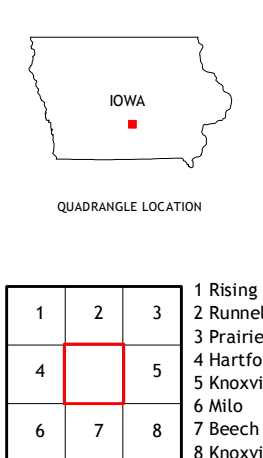 IOWA
QUADRANGLE LOCATION
1 2 3
4 5
6 7 8
1 Rising
2 Runnel
3 Prairie
4 Hartfo
5 Knoxvi
6 Milo
7 Beech
8 Knoxvi